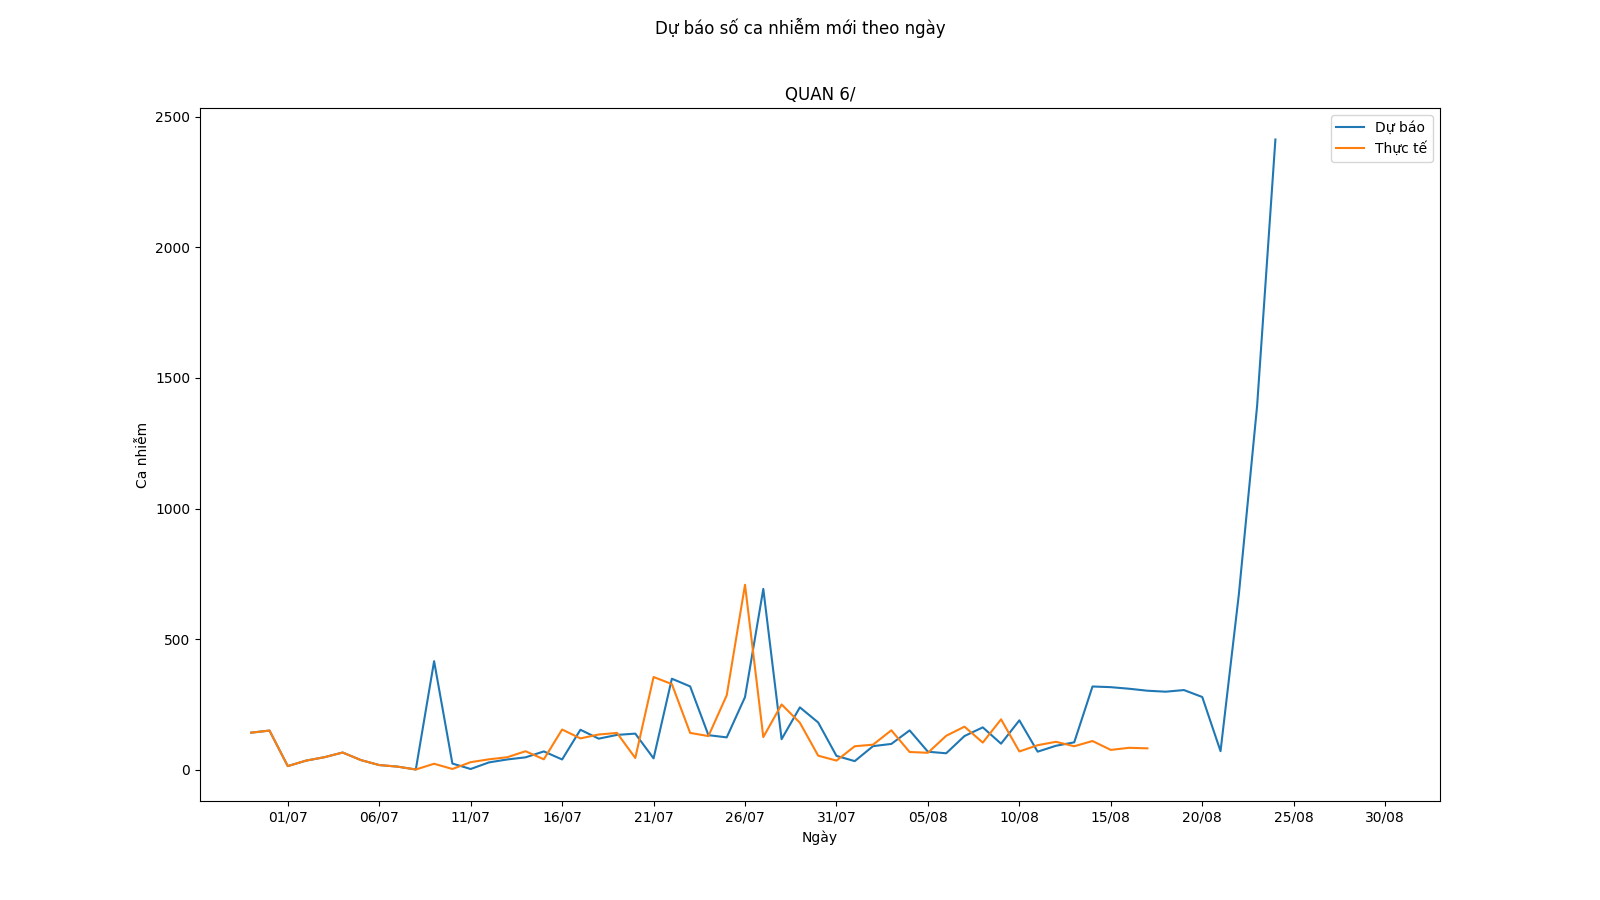 Dự báo số ca nhiễm mới theo ngày
QUAN 6/
Dự báo
Thực tế
2500
2000
1500
1000
500
0
Ca nhiễm
01/07 06/07 11/07 16/07 21/07 26/07 31/07 05/08 10/08 15/08 20/08 25/08 30/08
Ngày